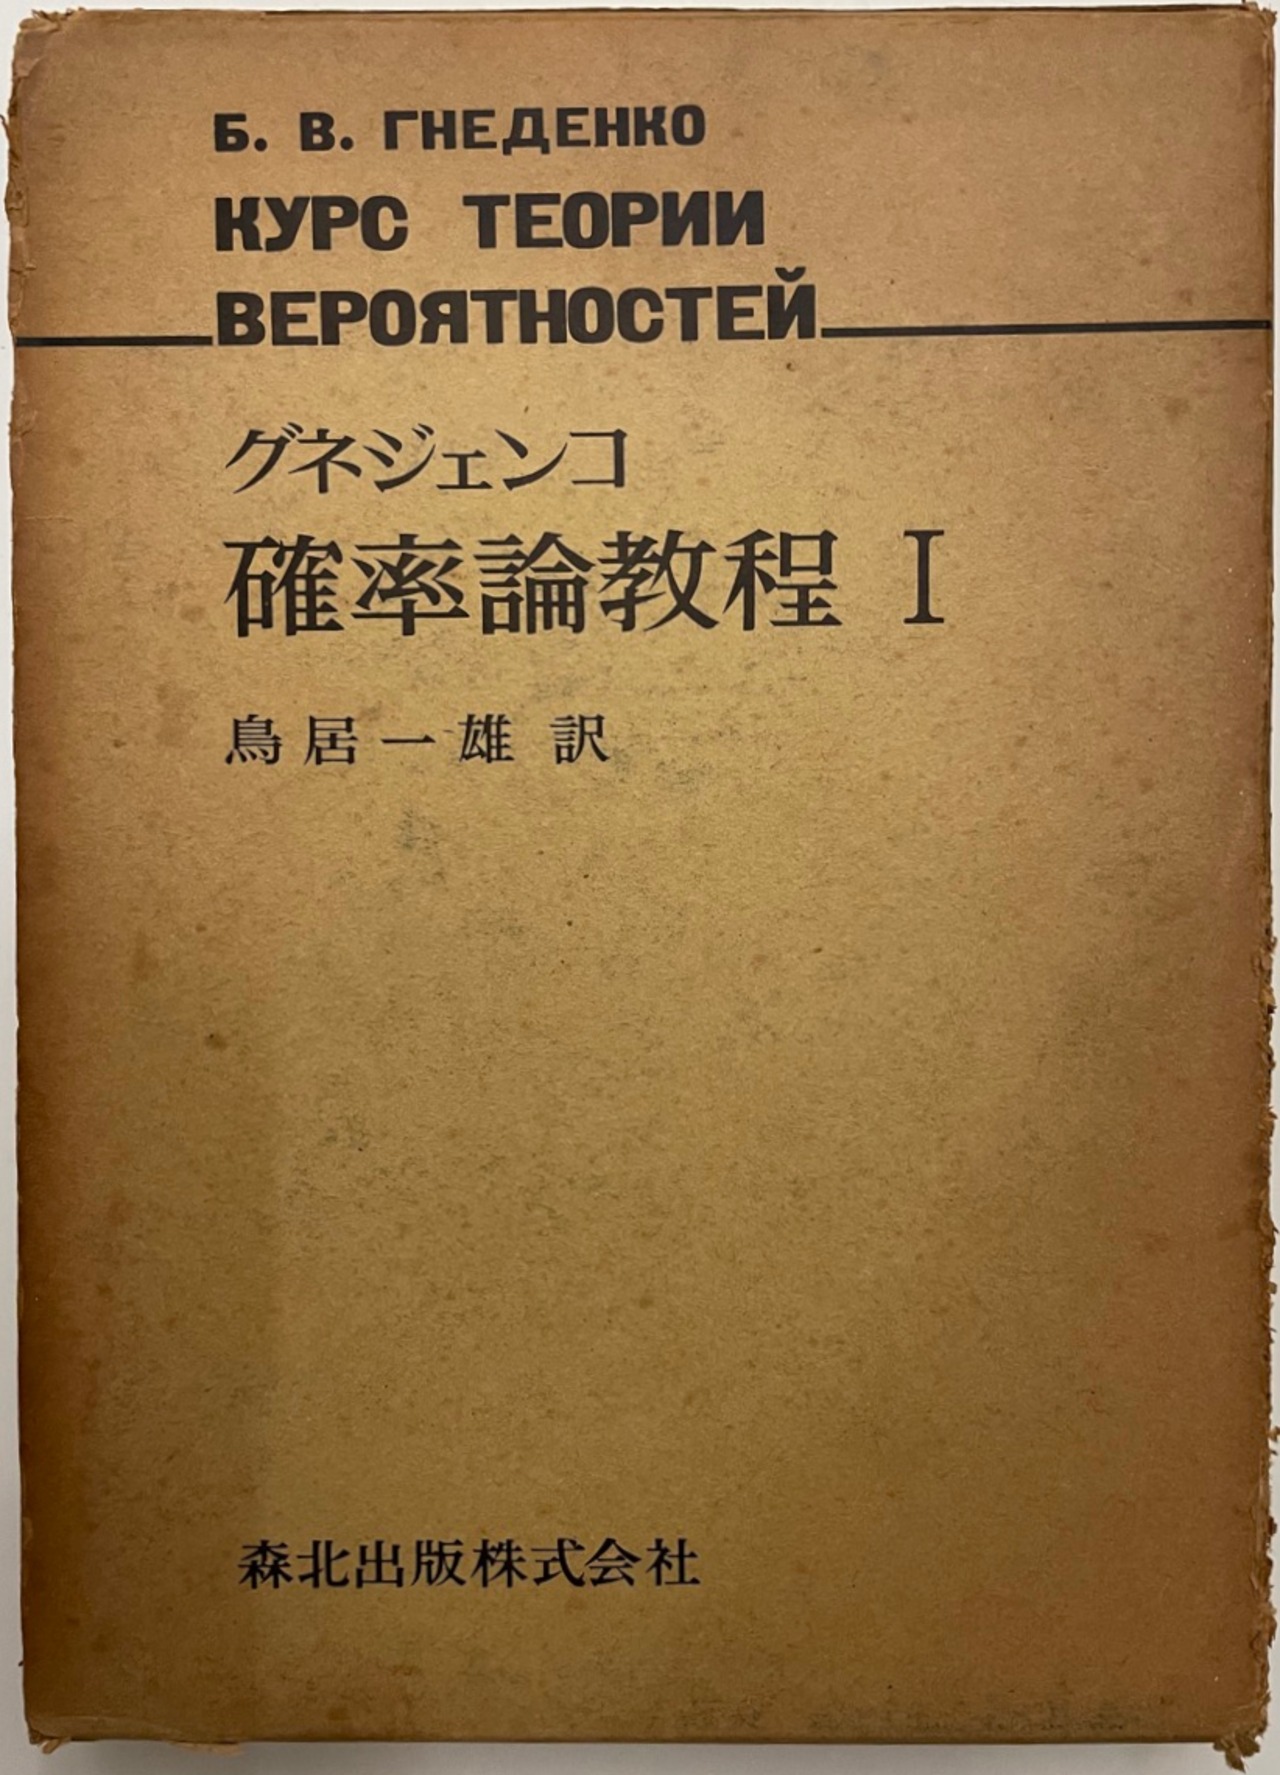 Б. В. ГНЕДЕНКО
КУРС ТЕОРИИ
ВЕРОЯТНОСТЕЙ
グネジェンコ
確率論教程 I
鳥居一雄 訳
森北出版株式会社